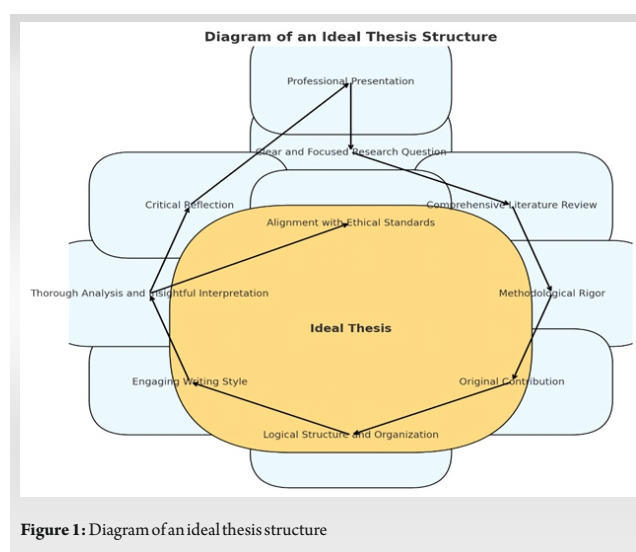 Diagram of an Ideal Thesis Structure
Professional Presentation
Clear and Focused Research Question
Critical Reflection
Comprehensive Literature Review
Alignment with Ethical Standards
Thorough Analysis and Insightful Interpretation
Methodological Rigor
Ideal Thesis
Engaging Writing Style
Original Contribution
Logical Structure and Organization
Figure 1: Diagram of an ideal thesis structure